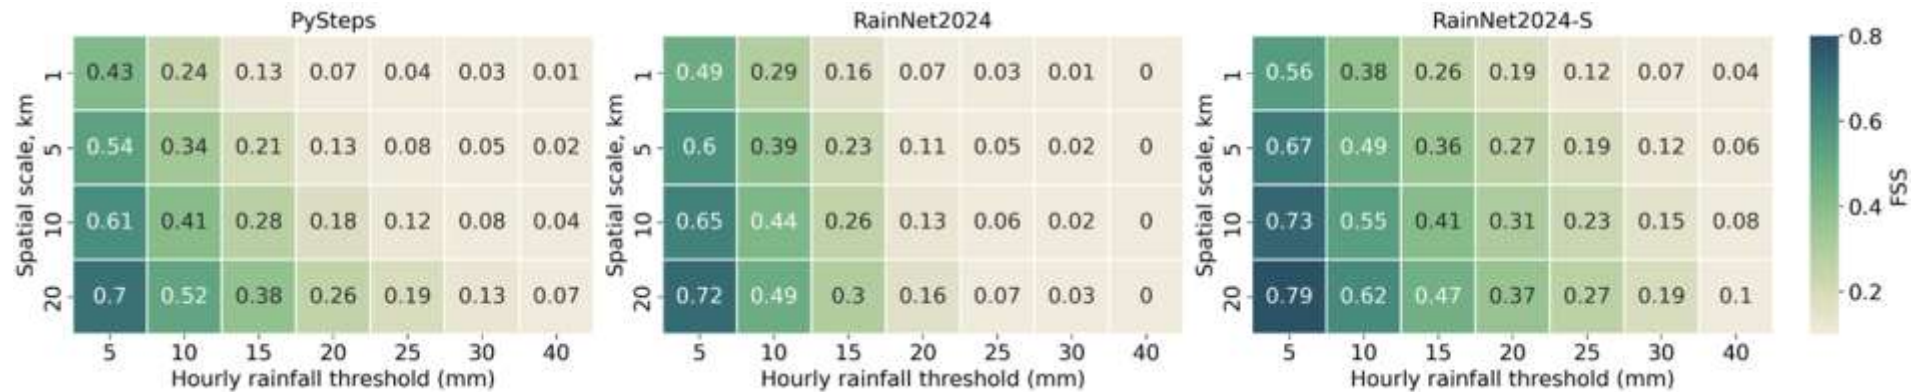 PySteps
Spatial scale, km
1 0.43 0.24 0.13 0.07 0.04 0.03 0.01
5 0.54 0.34 0.21 0.13 0.08 0.05 0.02
10 0.61 0.41 0.28 0.18 0.12 0.08 0.04
20 0.7 0.52 0.38 0.26 0.19 0.13 0.07
5 10 15 20 25 30 40
Hourly rainfall threshold (mm)
RainNet2024
Spatial scale, km
1 0.49 0.29 0.16 0.07 0.03 0.01 0
5 0.6 0.39 0.23 0.11 0.05 0.02 0
10 0.65 0.44 0.26 0.13 0.06 0.02 0
20 0.72 0.49 0.3 0.16 0.07 0.03 0
5 10 15 20 25 30 40
Hourly rainfall threshold (mm)
RainNet2024-S
Spatial scale, km
1 0.56 0.38 0.26 0.19 0.12 0.07 0.04
5 0.67 0.49 0.36 0.27 0.19 0.12 0.06
10 0.73 0.55 0.41 0.31 0.23 0.15 0.08
20 0.79 0.62 0.47 0.37 0.27 0.19 0.1
5 10 15 20 25 30 40
Hourly rainfall threshold (mm)
0.8
0.6
0.4
0.2
FSS